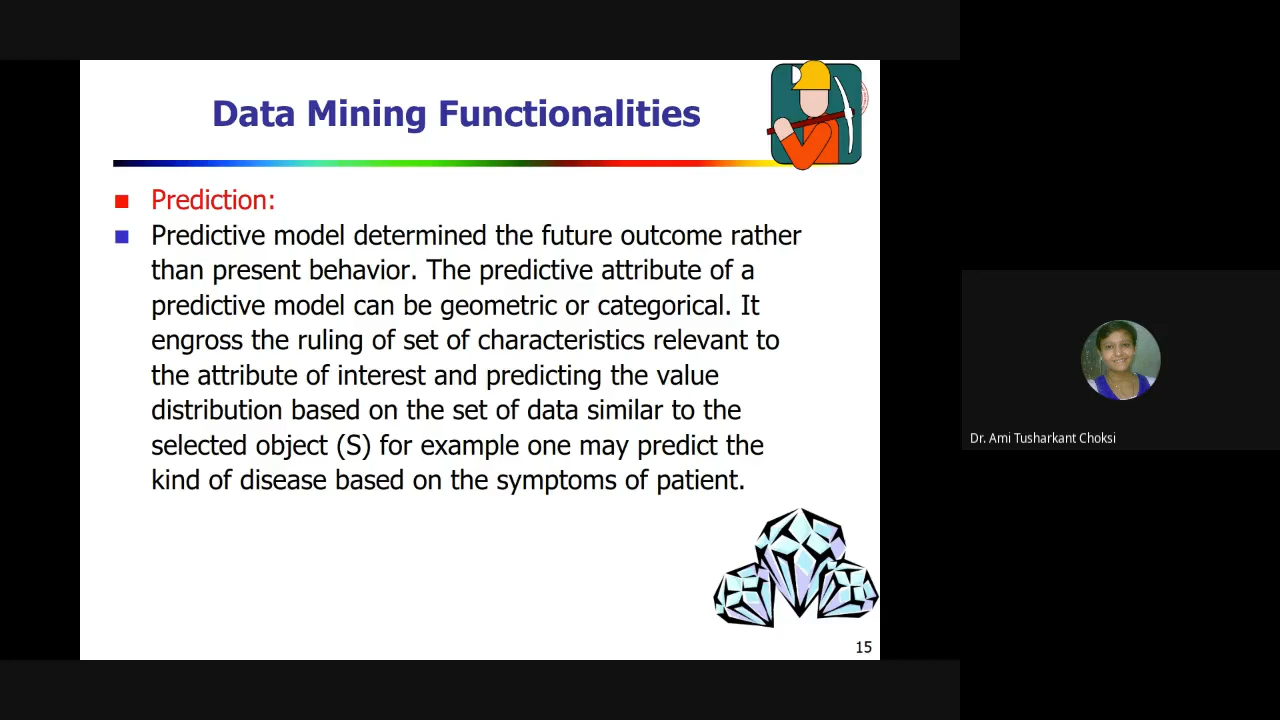 Data Mining Functionalities
Prediction:
Predictive model determined the future outcome rather
than present behavior. The predictive attribute of a
predictive model can be geometric or categorical. It
engross the ruling of set of characteristics relevant to
the attribute of interest and predicting the value
distribution based on the set of data similar to the
selected object (S) for example one may predict the
kind of disease based on the symptoms of patient.
15
Dr. Ami Tusharkant Choksi